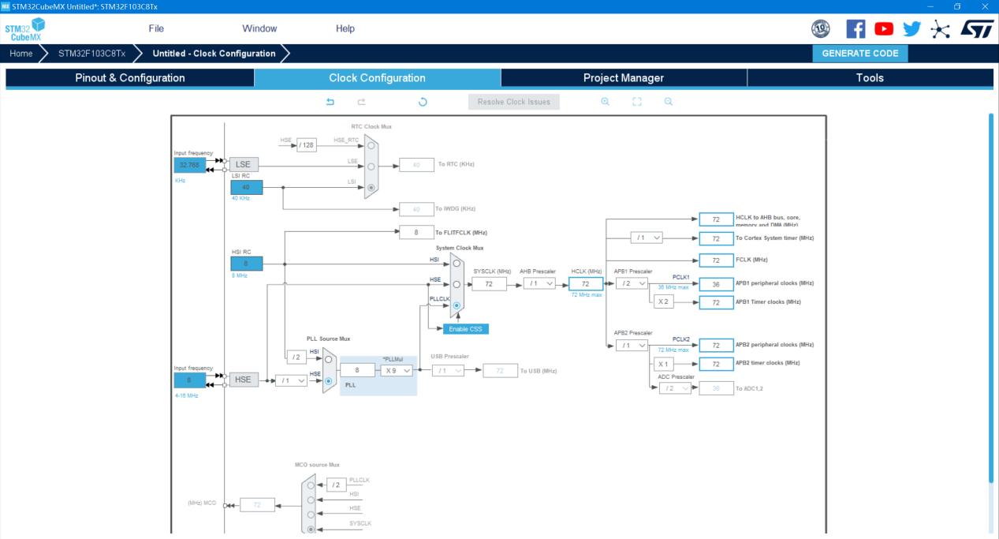 STM32CubeMX Untitled*: STM32F103C8Tx
STM32
CubeMX
File
Window
Help
10
Home
STM32F103C8Tx
Untitled - Clock Configuration
GENERATE CODE
Pinout & Configuration
Clock Configuration
Project Manager
Tools
Resolve Clock Issues
RTC Clock Mux
HSE
/ 128
HSE_RTC
Input frequency
32.768
KHz
LSE
LSE
40
To RTC (KHz)
LSI RC
40
40 KHz
LSI
40
To IWDG (KHz)
8
To FLITFCLK (MHz)
System Clock Mux
HSI RC
8
8 MHz
HSI
HSE
PLLCLK
Enable CSS
SYSCLK (MHz)
72
AHB Prescaler
/ 1
HCLK (MHz)
72
72 MHz max
72
HCLK to AHB bus, core,
memory and DMA (MHz)
/ 1
72
To Cortex System timer (MHz)
72
FCLK (MHz)
APB1 Prescaler
/ 2
PCLK1
36 MHz max
36
APB1 peripheral clocks (MHz)
X 2
72
APB1 Timer clocks (MHz)
APB2 Prescaler
/ 1
PCLK2
72 MHz max
72
APB2 peripheral clocks (MHz)
X 1
72
APB2 timer clocks (MHz)
ADC Prescaler
/ 2
36
To ADC1,2
PLL Source Mux
/ 2
HSI
Input frequency
8
4-16 MHz
HSE
/ 1
HSE
8
*PLLMul
X 9
PLL
USB Prescaler
/ 1
72
To USB (MHz)
MCO source Mux
/ 2
PLLCLK
HSI
HSE
SYSCLK
(MHz) MCO
72